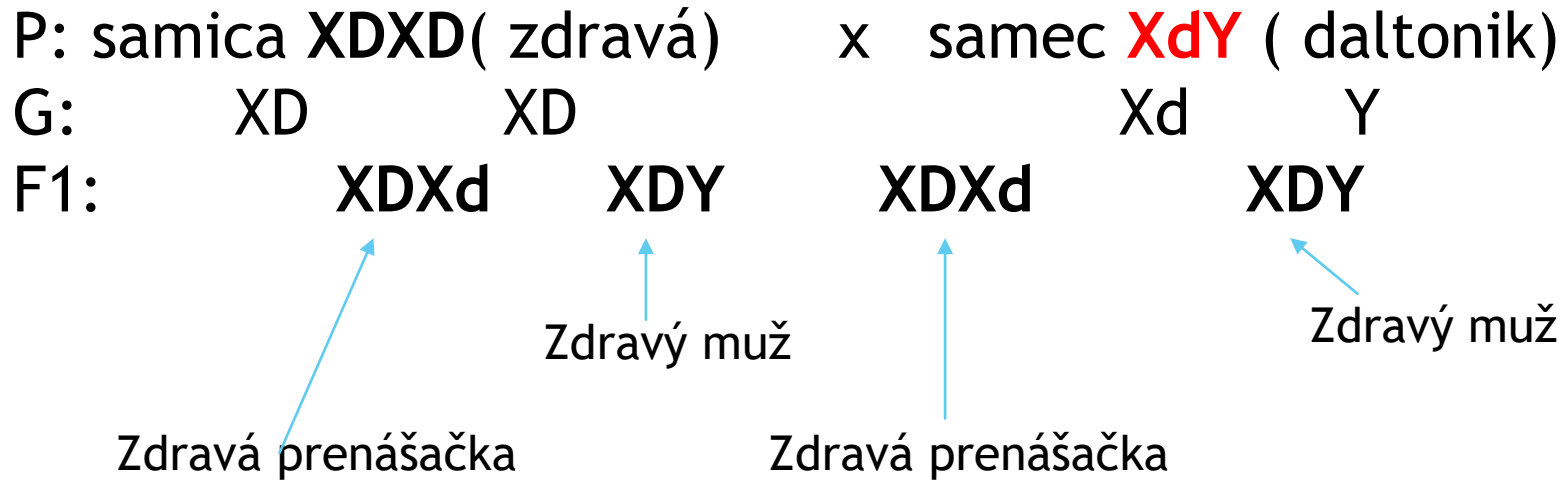 P: samica XDXD( zdravá) x samec XdY ( daltonik)
G: XD XD Xd Y
F1: XDXd XDY XDXd XDY
Zdravý muž Zdravý muž
Zdravá prenášačka Zdravá prenášačka